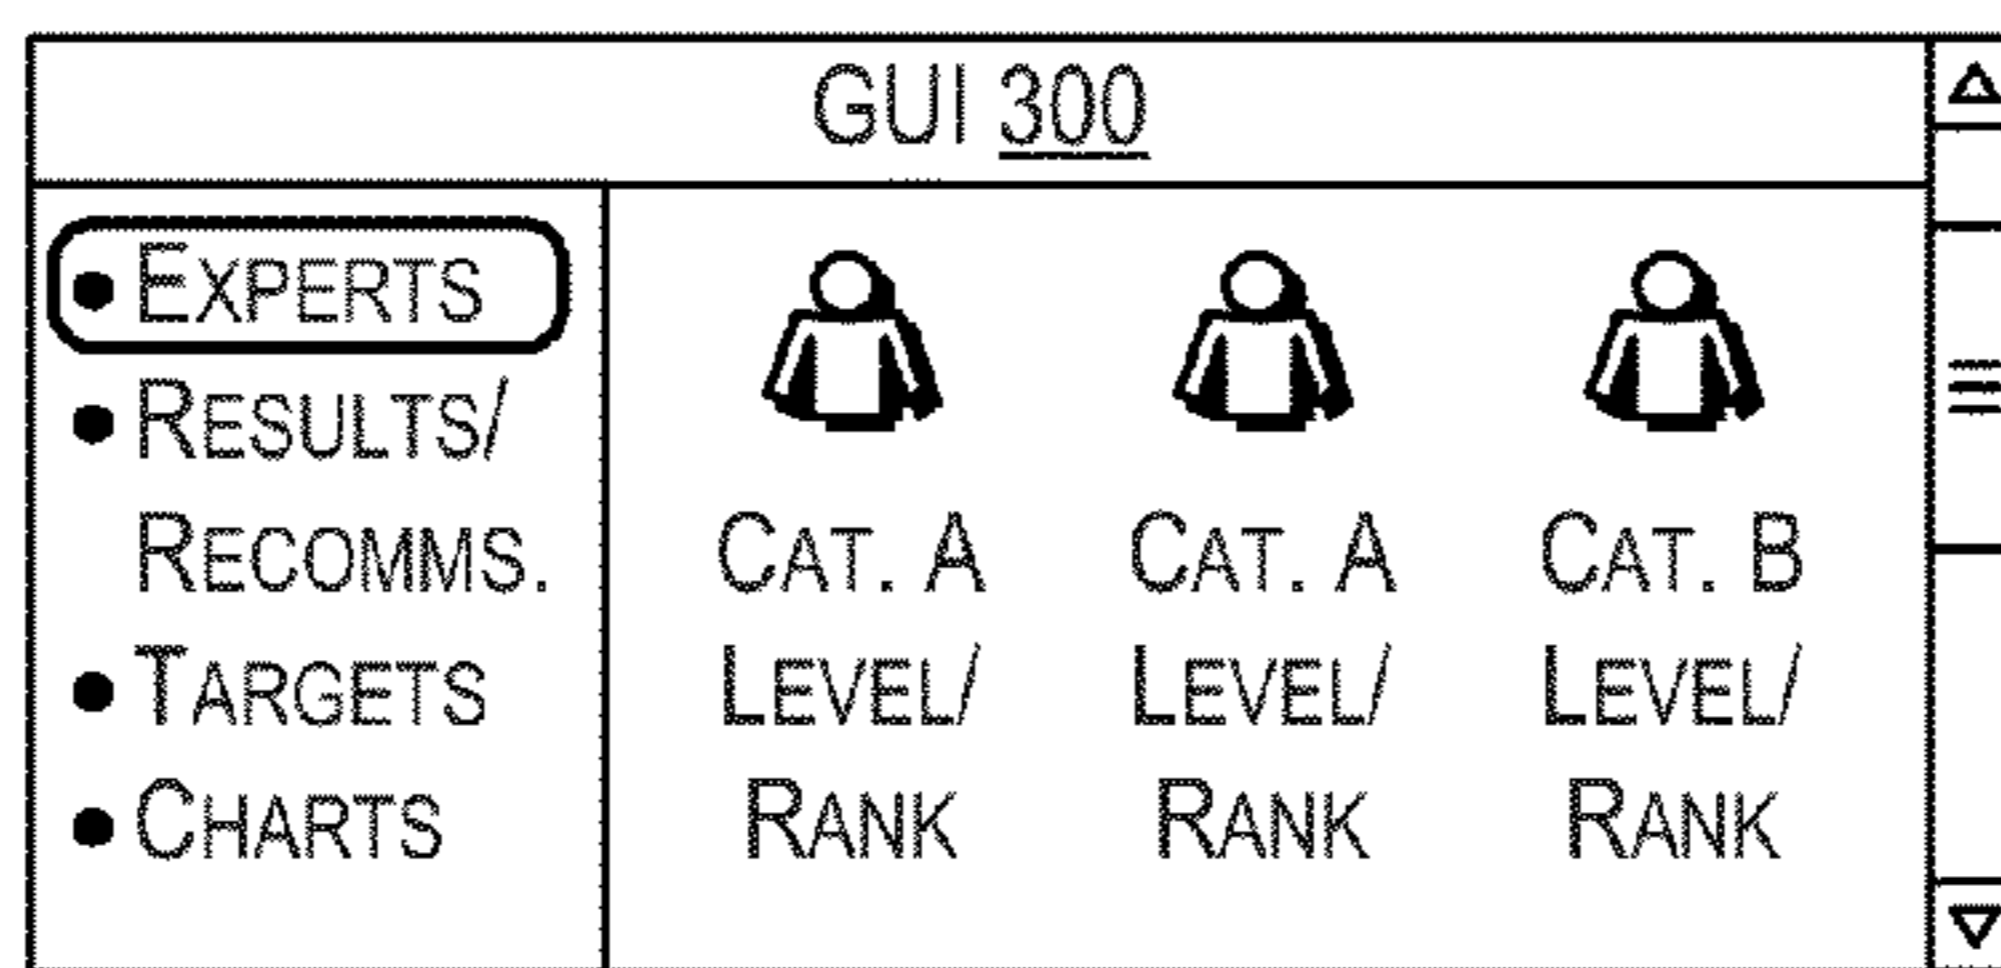 GUI 300
• EXPERTS
• RESULTS/
RECOMMS.
• TARGETS
• CHARTS
CAT. A CAT. A CAT. B
LEVEL/ LEVEL/ LEVEL/
RANK RANK RANK